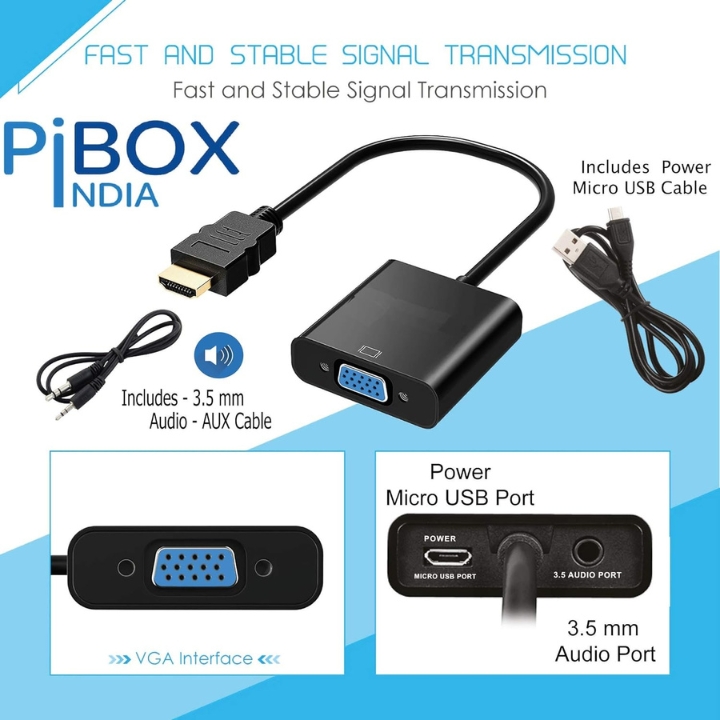 FAST AND STABLE SIGNAL TRANSMISSION
Fast and Stable Signal Transmission
PiBOX
INDIA
Includes Power
Micro USB Cable
Includes - 3.5 mm
Audio - AUX Cable
Power
Micro USB Port
POWER
MICRO USB PORT
3.5 AUDIO PORT
3.5 mm
Audio Port
VGA Interface